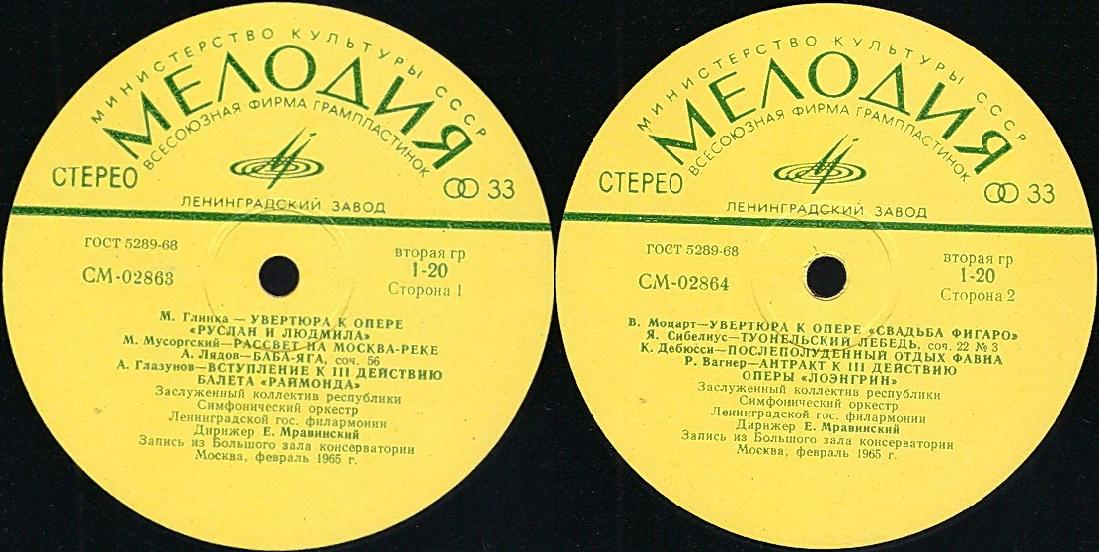 МИНИСТЕРСТВО КУЛЬТУРЫ СССР
МЕЛОДИЯ
ВСЕСОЮЗНАЯ ФИРМА ГРАМПЛАСТИНОК
СТЕРЕО
33
ЛЕНИНГРАДСКИЙ ЗАВОД
ГОСТ 5289-68
вторая гр
СМ-02863
1-20
Сторона 1
М. Глинка — УВЕРТЮРА К ОПЕРЕ
«РУСЛАН И ЛЮДМИЛА»
М. Мусоргский—РАССВЕТ НА МОСКВА-РЕКЕ
А. Лядов—БАБА-ЯГА, соч. 56
А. Глазунов—ВСТУПЛЕНИЕ К III ДЕЙСТВИЮ
БАЛЕТА «РАЙМОНДА»
Заслуженный коллектив республики
Симфонический оркестр
Ленинградской гос. филармонии
Дирижер Е. Мравинский
Запись из Большого зала консерватории
Москва, февраль 1965 г.
МИНИСТЕРСТВО КУЛЬТУРЫ СССР
МЕЛОДИЯ
ВСЕСОЮЗНАЯ ФИРМА ГРАМПЛАСТИНОК
СТЕРЕО
33
ЛЕНИНГРАДСКИЙ ЗАВОД
ГОСТ 5289-68
вторая гр
СМ-02864
1-20
Сторона 2
В. Моцарт—УВЕРТЮРА К ОПЕРЕ «СВАДЬБА ФИГАРО»
Я. Сибелиус—ТУОНЕЛЬСКИЙ ЛЕБЕДЬ, соч. 22 № 3
К. Дебюсси—ПОСЛЕПОЛУДЕННЫЙ ОТДЫХ ФАВНА
Р. Вагнер—АНТРАКТ К III ДЕЙСТВИЮ
ОПЕРЫ «ЛОЭНГРИН»
Заслуженный коллектив республики
Симфонический оркестр
Ленинградской гос. филармонии
Дирижер Е. Мравинский
Запись из Большого зала консерватории
Москва, февраль 1965 г.